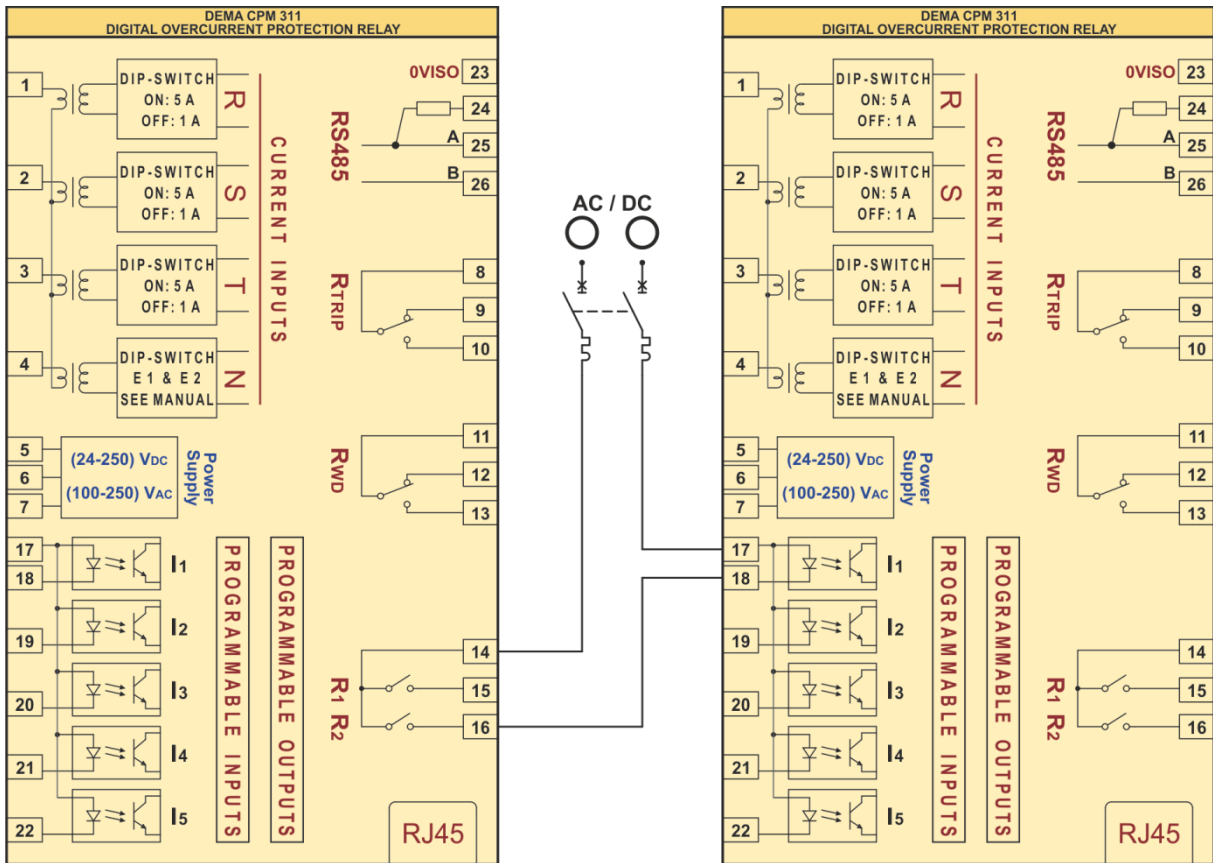 DEMA CPM 311
DIGITAL OVERCURRENT PROTECTION RELAY
1
DIP-SWITCH
ON: 5 A
OFF: 1 A
R
2
DIP-SWITCH
ON: 5 A
OFF: 1 A
S
3
DIP-SWITCH
ON: 5 A
OFF: 1 A
T
4
DIP-SWITCH
E1 & E2
SEE MANUAL
N
CURRENT INPUTS
5
6
7
(24-250) VDC
(100-250) VAC
Power
Supply
17
18
19
20
21
22
I1
I2
I3
I4
I5
PROGRAMMABLE INPUTS
PROGRAMMABLE OUTPUTS
0VISO
23
24
A
25
B
26
RS485
8
9
10
RTRIP
11
12
13
RWD
14
15
16
R1 R2
RJ45
AC / DC
DEMA CPM 311
DIGITAL OVERCURRENT PROTECTION RELAY
1
DIP-SWITCH
ON: 5 A
OFF: 1 A
R
2
DIP-SWITCH
ON: 5 A
OFF: 1 A
S
3
DIP-SWITCH
ON: 5 A
OFF: 1 A
T
4
DIP-SWITCH
E1 & E2
SEE MANUAL
N
CURRENT INPUTS
5
6
7
(24-250) VDC
(100-250) VAC
Power
Supply
17
18
19
20
21
22
I1
I2
I3
I4
I5
PROGRAMMABLE INPUTS
PROGRAMMABLE OUTPUTS
0VISO
23
24
A
25
B
26
RS485
8
9
10
RTRIP
11
12
13
RWD
14
15
16
R1 R2
RJ45